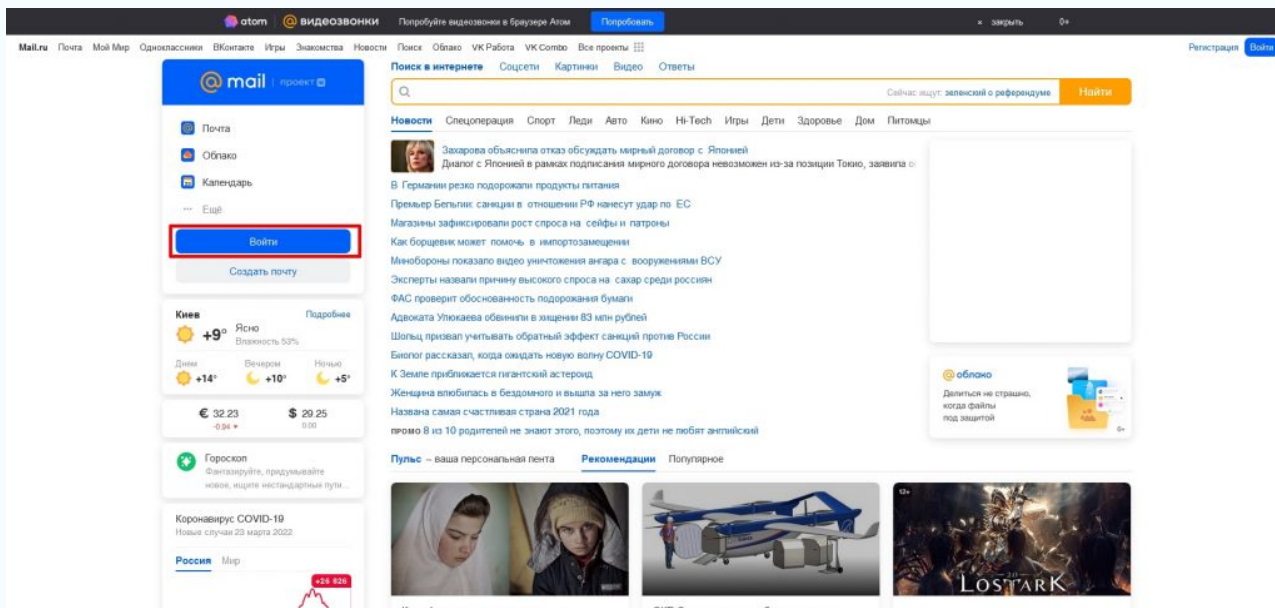 atom @ видеозвонки Попробуйте видеозвонки в браузере Атом Попробовать × закрыть 0+
Mail.ru Почта Мой Мир Одноклассники ВКонтакте Игры Знакомства Новости Поиск Облако VK Работа VK Combo Все проекты Регистрация Войти
@ mail | проект
Почта
Облако
Календарь
Ещё
Войти
Создать почту
Киев Подробнее
+9° Ясно
Влажность 53%
Днем Вечером Ночью
+14° +10° +5°
€ 32.23 $ 29.25
-0.94 ▾ 0.00
Гороскоп
Фантазируйте, придумывайте
новое, ищите нестандартные пути...
Коронавирус COVID-19
Новые случаи 23 марта 2022
Россия Мир
+26 826
Поиск в интернете Соцсети Картинки Видео Ответы
Сейчас ищут: зеленский о референдуме Найти
Новости Спецоперация Спорт Леди Авто Кино Hi-Tech Игры Дети Здоровье Дом Питомцы
Захарова объяснила отказ обсуждать мирный договор с Японией
Диалог с Японией в рамках подписания мирного договора невозможен из-за позиции Токио, заявила
В Германии резко подорожали продукты питания
Премьер Бельгии: санкции в отношении РФ нанесут удар по ЕС
Магазины зафиксировали рост спроса на сейфы и патроны
Как борщевик может помочь в импортозамещении
Минобороны показало видео уничтожения ангара с вооружениями ВСУ
Эксперты назвали причину высокого спроса на сахар среди россиян
ФАС проверит обоснованность подорожания бумаги
Адвоката Улюкаева обвинили в хищении 83 млн рублей
Шольц призвал учитывать обратный эффект санкций против России
Биолог рассказал, когда ожидать новую волну COVID-19
К Земле приближается гигантский астероид
Женщина влюбилась в бездомного и вышла за него замуж
Названа самая счастливая страна 2021 года
ПРОМО 8 из 10 родителей не знают этого, поэтому их дети не любят английский
@ облако
Делиться не страшно,
когда файлы
под защитой
0+
Пульс – ваша персональная лента Рекомендации Популярное
12+
LOSTARK